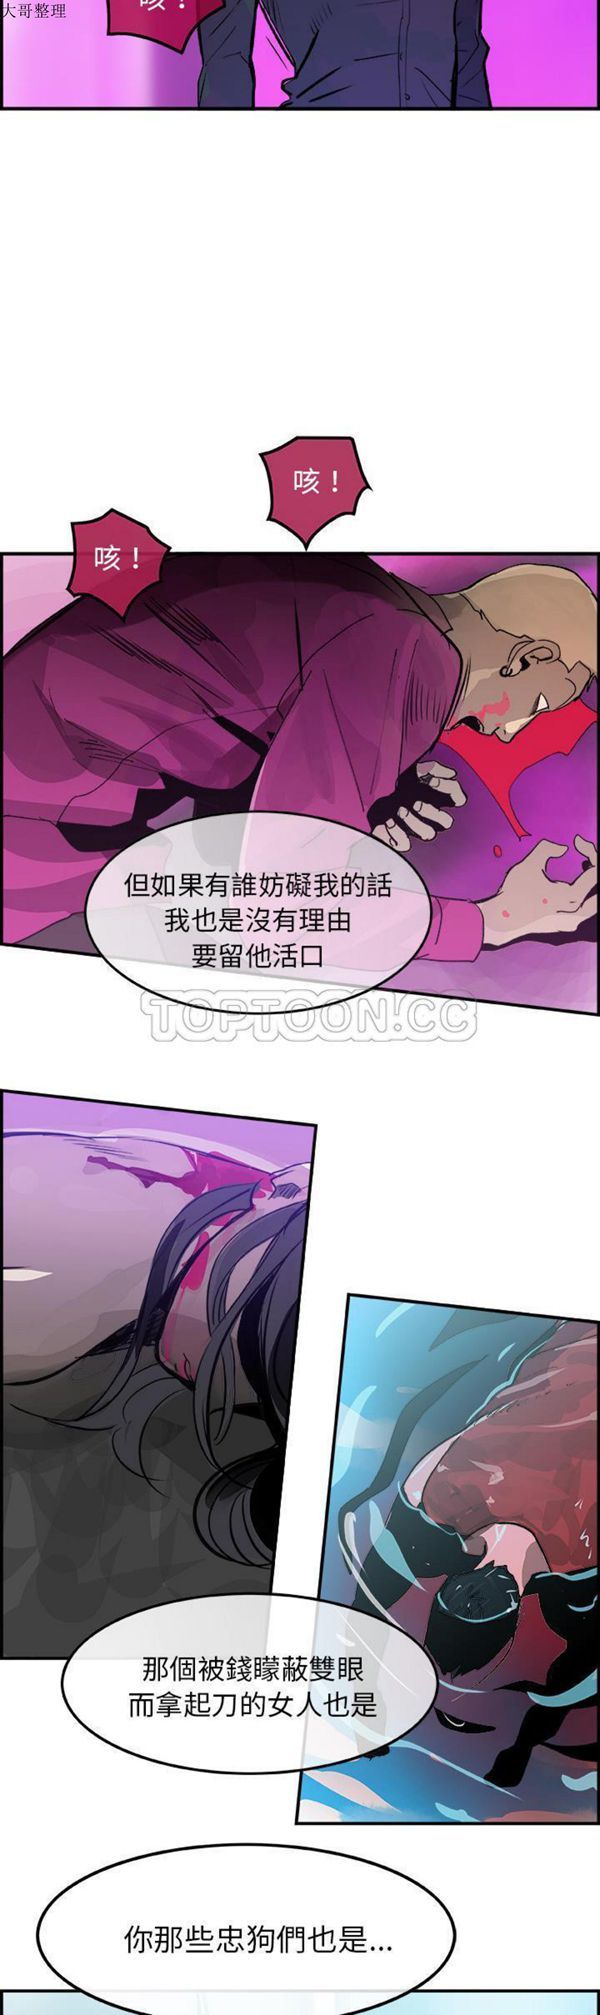 大哥整理
咳！
咳！
咳！
但如果有誰妨礙我的話
我也是沒有理由
要留他活口
TOPTOON.CC
那個被錢矇蔽雙眼
而拿起刀的女人也是
你那些忠狗們也是...